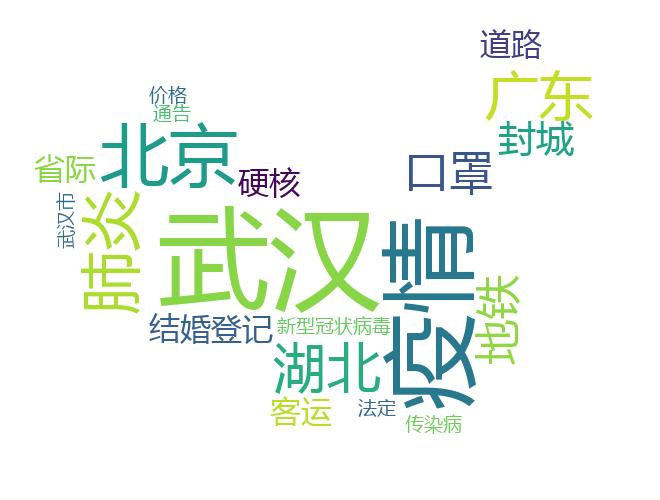 道路
广东
价格
通告
北京
封城
口罩
省际
硬核
武汉市
肺炎
武汉
疫情
地铁
结婚登记
新型冠状病毒
湖北
客运
法定
传染病